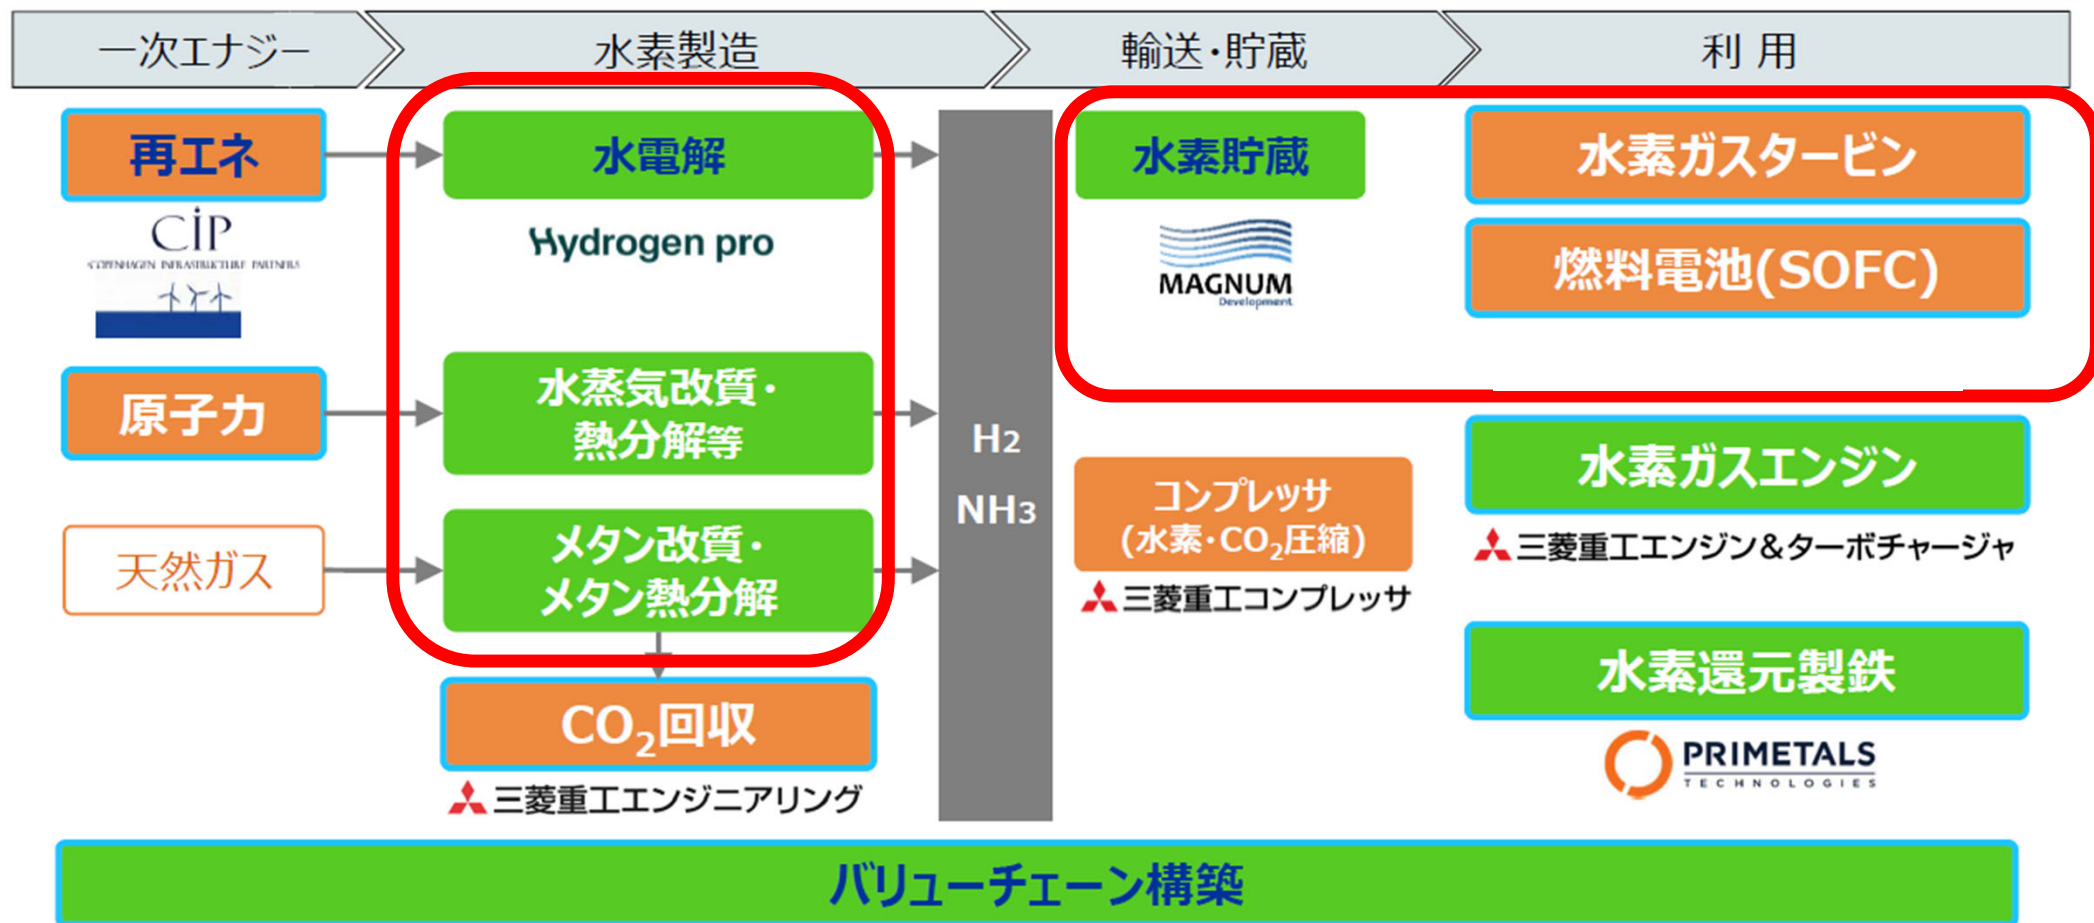 一次エナジー
水素製造
輸送・貯蔵
利用
再エネ
CIP
COPENHAGEN INFRASTRUCTURE PARTNERS
水電解
Hydrogen pro
水素貯蔵
MAGNUM
Development
水素ガスタービン
燃料電池(SOFC)
原子力
水蒸気改質・
熱分解等
H2
NH3
天然ガス
メタン改質・
メタン熱分解
コンプレッサ
(水素・CO₂圧縮)
三菱重工コンプレッサ
水素ガスエンジン
三菱重工エンジン&ターボチャージャ
CO₂回収
三菱重工エンジニアリング
水素還元製鉄
PRIMETALS
TECHNOLOGIES
バリューチェーン構築